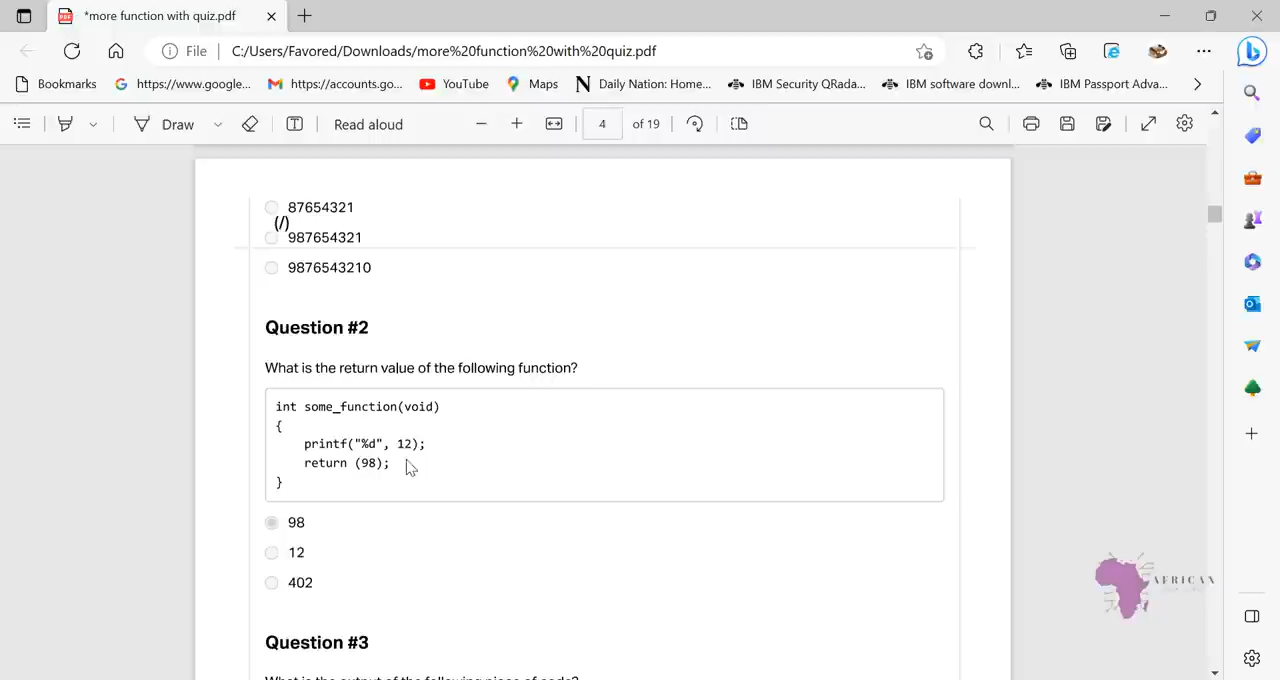 *more function with quiz.pdf
File
C:/Users/Favored/Downloads/more%20function%20with%20quiz.pdf
Bookmarks
https://www.google...
https://accounts.go...
YouTube
Maps
Daily Nation: Home...
IBM Security QRada...
IBM software downl...
IBM Passport Adva...
Draw
Read aloud
4 of 19
87654321
(/)
987654321
9876543210
Question #2
What is the return value of the following function?
int some_function(void)
{
printf("%d", 12);
return (98);
}
98
12
402
AFRICAN
Question #3